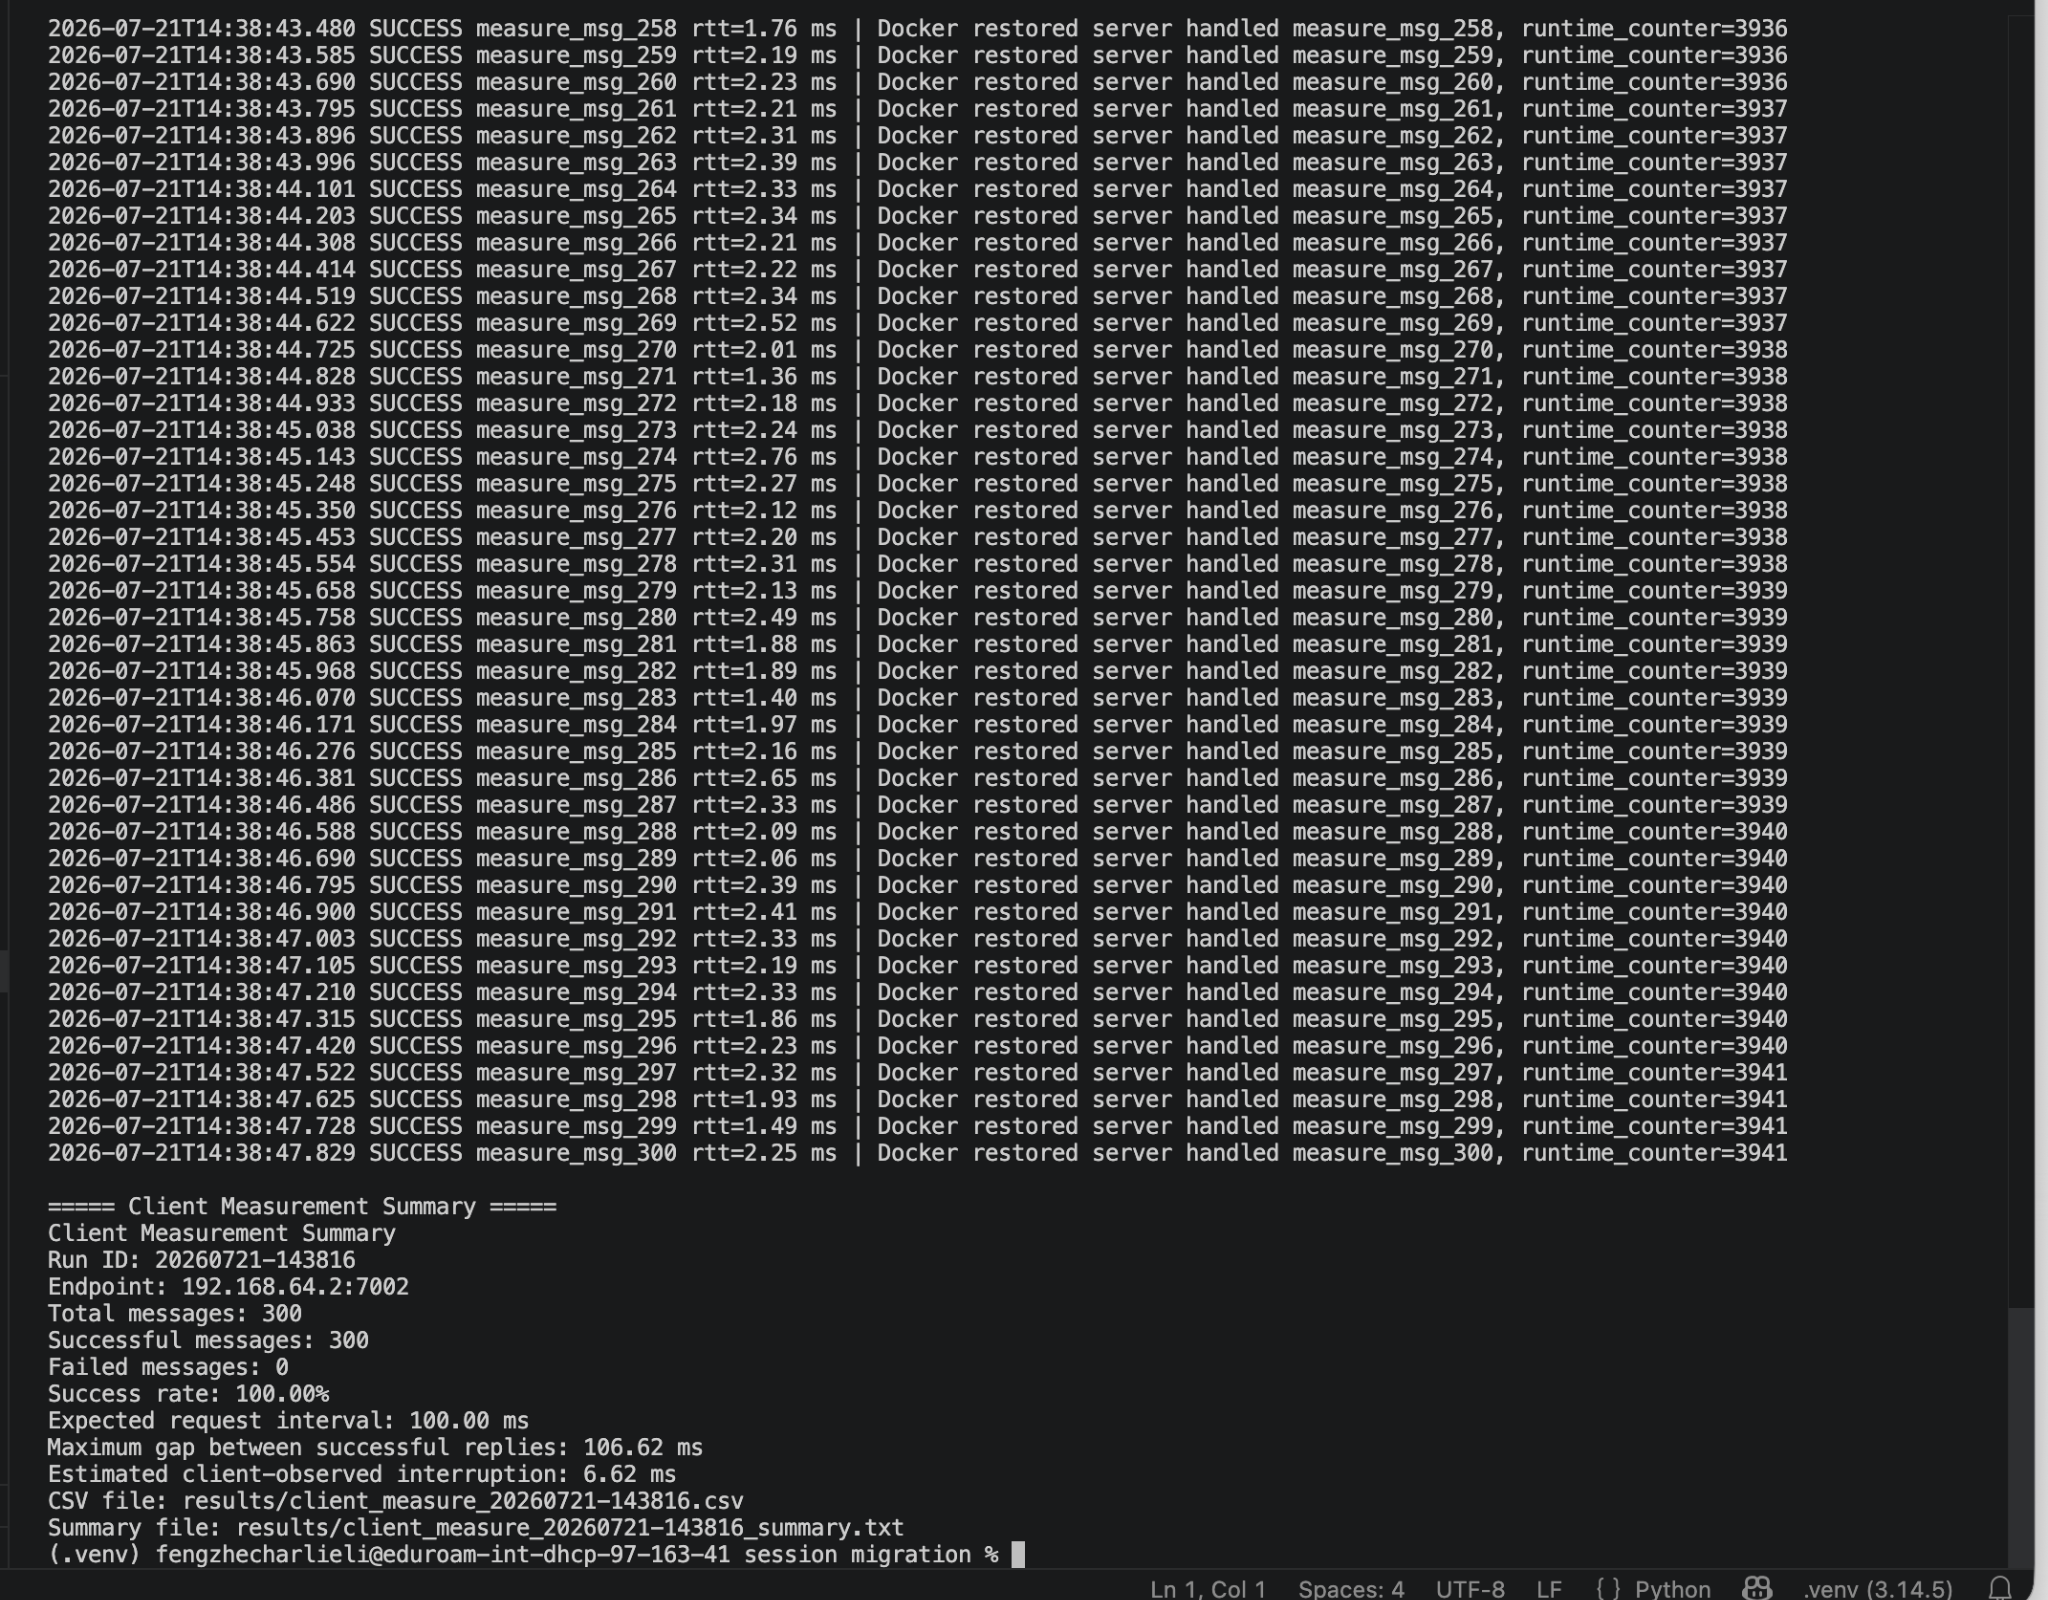 2026-07-21T14:38:43.480 SUCCESS measure_msg_258 rtt=1.76 ms | Docker restored server handled measure_msg_258, runtime_counter=3936
2026-07-21T14:38:43.585 SUCCESS measure_msg_259 rtt=2.19 ms | Docker restored server handled measure_msg_259, runtime_counter=3936
2026-07-21T14:38:43.690 SUCCESS measure_msg_260 rtt=2.23 ms | Docker restored server handled measure_msg_260, runtime_counter=3936
2026-07-21T14:38:43.795 SUCCESS measure_msg_261 rtt=2.21 ms | Docker restored server handled measure_msg_261, runtime_counter=3937
2026-07-21T14:38:43.896 SUCCESS measure_msg_262 rtt=2.31 ms | Docker restored server handled measure_msg_262, runtime_counter=3937
2026-07-21T14:38:43.996 SUCCESS measure_msg_263 rtt=2.39 ms | Docker restored server handled measure_msg_263, runtime_counter=3937
2026-07-21T14:38:44.101 SUCCESS measure_msg_264 rtt=2.33 ms | Docker restored server handled measure_msg_264, runtime_counter=3937
2026-07-21T14:38:44.203 SUCCESS measure_msg_265 rtt=2.34 ms | Docker restored server handled measure_msg_265, runtime_counter=3937
2026-07-21T14:38:44.308 SUCCESS measure_msg_266 rtt=2.21 ms | Docker restored server handled measure_msg_266, runtime_counter=3937
2026-07-21T14:38:44.414 SUCCESS measure_msg_267 rtt=2.22 ms | Docker restored server handled measure_msg_267, runtime_counter=3937
2026-07-21T14:38:44.519 SUCCESS measure_msg_268 rtt=2.34 ms | Docker restored server handled measure_msg_268, runtime_counter=3937
2026-07-21T14:38:44.622 SUCCESS measure_msg_269 rtt=2.52 ms | Docker restored server handled measure_msg_269, runtime_counter=3937
2026-07-21T14:38:44.725 SUCCESS measure_msg_270 rtt=2.01 ms | Docker restored server handled measure_msg_270, runtime_counter=3938
2026-07-21T14:38:44.828 SUCCESS measure_msg_271 rtt=1.36 ms | Docker restored server handled measure_msg_271, runtime_counter=3938
2026-07-21T14:38:44.933 SUCCESS measure_msg_272 rtt=2.18 ms | Docker restored server handled measure_msg_272, runtime_counter=3938
2026-07-21T14:38:45.038 SUCCESS measure_msg_273 rtt=2.24 ms | Docker restored server handled measure_msg_273, runtime_counter=3938
2026-07-21T14:38:45.143 SUCCESS measure_msg_274 rtt=2.76 ms | Docker restored server handled measure_msg_274, runtime_counter=3938
2026-07-21T14:38:45.248 SUCCESS measure_msg_275 rtt=2.27 ms | Docker restored server handled measure_msg_275, runtime_counter=3938
2026-07-21T14:38:45.350 SUCCESS measure_msg_276 rtt=2.12 ms | Docker restored server handled measure_msg_276, runtime_counter=3938
2026-07-21T14:38:45.453 SUCCESS measure_msg_277 rtt=2.20 ms | Docker restored server handled measure_msg_277, runtime_counter=3938
2026-07-21T14:38:45.554 SUCCESS measure_msg_278 rtt=2.31 ms | Docker restored server handled measure_msg_278, runtime_counter=3938
2026-07-21T14:38:45.658 SUCCESS measure_msg_279 rtt=2.13 ms | Docker restored server handled measure_msg_279, runtime_counter=3939
2026-07-21T14:38:45.758 SUCCESS measure_msg_280 rtt=2.49 ms | Docker restored server handled measure_msg_280, runtime_counter=3939
2026-07-21T14:38:45.863 SUCCESS measure_msg_281 rtt=1.88 ms | Docker restored server handled measure_msg_281, runtime_counter=3939
2026-07-21T14:38:45.968 SUCCESS measure_msg_282 rtt=1.89 ms | Docker restored server handled measure_msg_282, runtime_counter=3939
2026-07-21T14:38:46.070 SUCCESS measure_msg_283 rtt=1.40 ms | Docker restored server handled measure_msg_283, runtime_counter=3939
2026-07-21T14:38:46.171 SUCCESS measure_msg_284 rtt=1.97 ms | Docker restored server handled measure_msg_284, runtime_counter=3939
2026-07-21T14:38:46.276 SUCCESS measure_msg_285 rtt=2.16 ms | Docker restored server handled measure_msg_285, runtime_counter=3939
2026-07-21T14:38:46.381 SUCCESS measure_msg_286 rtt=2.65 ms | Docker restored server handled measure_msg_286, runtime_counter=3939
2026-07-21T14:38:46.486 SUCCESS measure_msg_287 rtt=2.33 ms | Docker restored server handled measure_msg_287, runtime_counter=3939
2026-07-21T14:38:46.588 SUCCESS measure_msg_288 rtt=2.09 ms | Docker restored server handled measure_msg_288, runtime_counter=3940
2026-07-21T14:38:46.690 SUCCESS measure_msg_289 rtt=2.06 ms | Docker restored server handled measure_msg_289, runtime_counter=3940
2026-07-21T14:38:46.795 SUCCESS measure_msg_290 rtt=2.39 ms | Docker restored server handled measure_msg_290, runtime_counter=3940
2026-07-21T14:38:46.900 SUCCESS measure_msg_291 rtt=2.41 ms | Docker restored server handled measure_msg_291, runtime_counter=3940
2026-07-21T14:38:47.003 SUCCESS measure_msg_292 rtt=2.33 ms | Docker restored server handled measure_msg_292, runtime_counter=3940
2026-07-21T14:38:47.105 SUCCESS measure_msg_293 rtt=2.19 ms | Docker restored server handled measure_msg_293, runtime_counter=3940
2026-07-21T14:38:47.210 SUCCESS measure_msg_294 rtt=2.33 ms | Docker restored server handled measure_msg_294, runtime_counter=3940
2026-07-21T14:38:47.315 SUCCESS measure_msg_295 rtt=1.86 ms | Docker restored server handled measure_msg_295, runtime_counter=3940
2026-07-21T14:38:47.420 SUCCESS measure_msg_296 rtt=2.23 ms | Docker restored server handled measure_msg_296, runtime_counter=3940
2026-07-21T14:38:47.522 SUCCESS measure_msg_297 rtt=2.32 ms | Docker restored server handled measure_msg_297, runtime_counter=3941
2026-07-21T14:38:47.625 SUCCESS measure_msg_298 rtt=1.93 ms | Docker restored server handled measure_msg_298, runtime_counter=3941
2026-07-21T14:38:47.728 SUCCESS measure_msg_299 rtt=1.49 ms | Docker restored server handled measure_msg_299, runtime_counter=3941
2026-07-21T14:38:47.829 SUCCESS measure_msg_300 rtt=2.25 ms | Docker restored server handled measure_msg_300, runtime_counter=3941
===== Client Measurement Summary =====
Client Measurement Summary
Run ID: 20260721-143816
Endpoint: 192.168.64.2:7002
Total messages: 300
Successful messages: 300
Failed messages: 0
Success rate: 100.00%
Expected request interval: 100.00 ms
Maximum gap between successful replies: 106.62 ms
Estimated client-observed interruption: 6.62 ms
CSV file: results/client_measure_20260721-143816.csv
Summary file: results/client_measure_20260721-143816_summary.txt
(.venv) fengzhecharlieli@eduroam-int-dhcp-97-163-41 session migration %
Ln 1, Col 1 Spaces: 4 UTF-8 LF {} Python .venv (3.14.5)